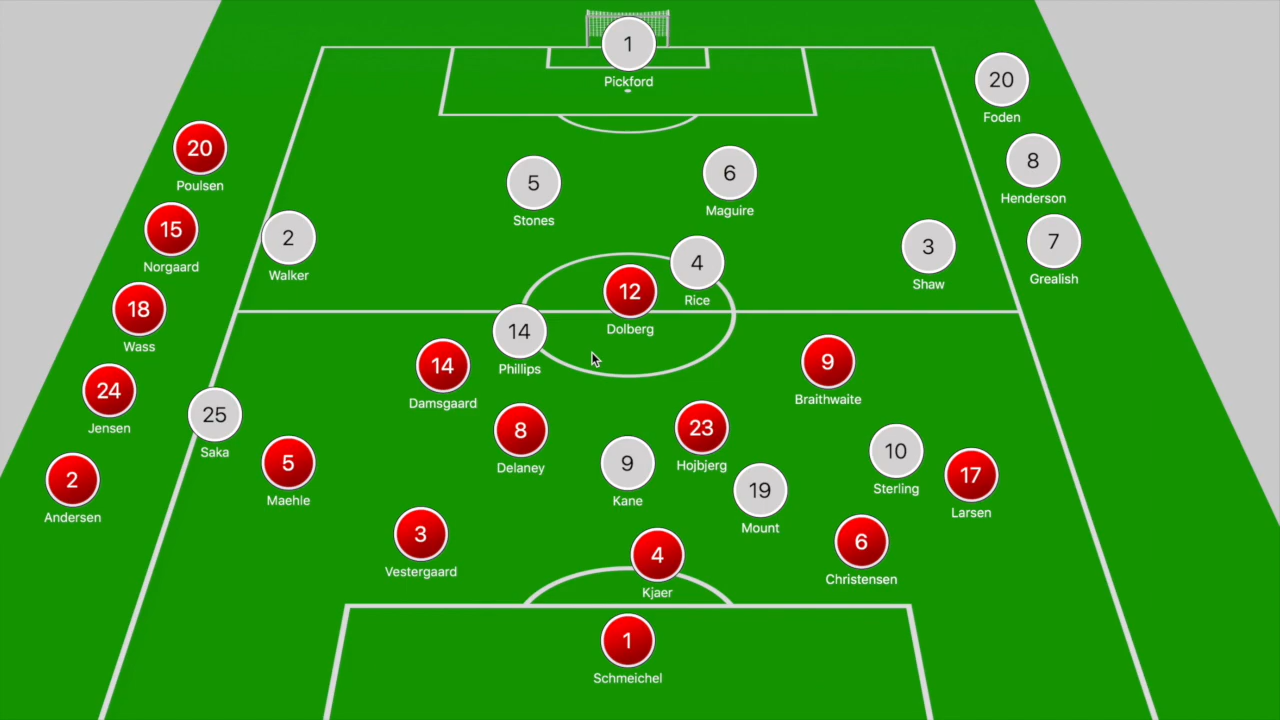 1
Pickford
20
Foden
20
Poulsen
8
Henderson
5
Stones
6
Maguire
15
Norgaard
2
Walker
4
Rice
3
Shaw
7
Grealish
12
Dolberg
18
Wass
14
Phillips
14
Damsgaard
9
Braithwaite
24
Jensen
25
Saka
8
Delaney
23
Hojbjerg
10
Sterling
5
Maehle
9
Kane
19
Mount
17
Larsen
2
Andersen
3
Vestergaard
4
Kjaer
6
Christensen
1
Schmeichel